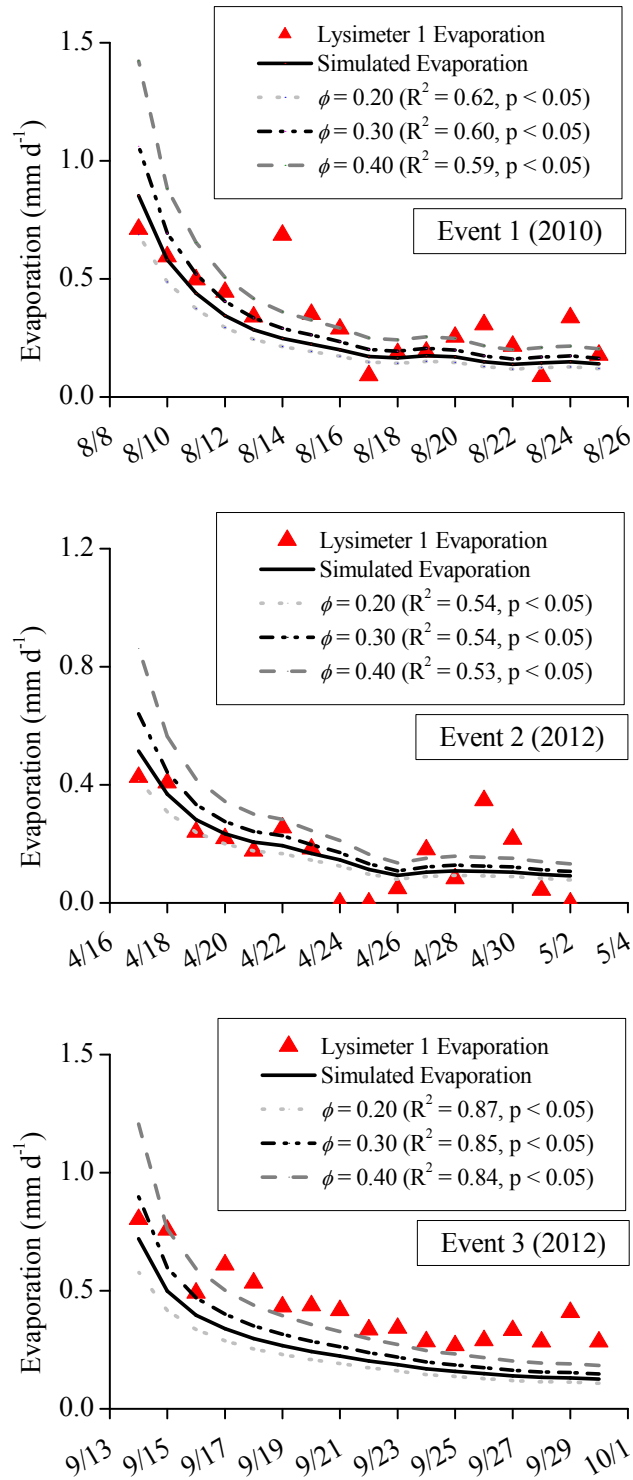 1.5
1.0
0.5
0.0
Evaporation (mm d⁻¹)
Lysimeter 1 Evaporation
Simulated Evaporation
ϕ = 0.20 (R² = 0.62, p < 0.05)
ϕ = 0.30 (R² = 0.60, p < 0.05)
ϕ = 0.40 (R² = 0.59, p < 0.05)
Event 1 (2010)
8/8 8/10 8/12 8/14 8/16 8/18 8/20 8/22 8/24 8/26
1.2
0.8
0.4
0.0
Evaporation (mm d⁻¹)
Lysimeter 1 Evaporation
Simulated Evaporation
ϕ = 0.20 (R² = 0.54, p < 0.05)
ϕ = 0.30 (R² = 0.54, p < 0.05)
ϕ = 0.40 (R² = 0.53, p < 0.05)
Event 2 (2012)
4/16 4/18 4/20 4/22 4/24 4/26 4/28 4/30 5/2 5/4
1.5
1.0
0.5
0.0
Evaporation (mm d⁻¹)
Lysimeter 1 Evaporation
Simulated Evaporation
ϕ = 0.20 (R² = 0.87, p < 0.05)
ϕ = 0.30 (R² = 0.85, p < 0.05)
ϕ = 0.40 (R² = 0.84, p < 0.05)
Event 3 (2012)
9/13 9/15 9/17 9/19 9/21 9/23 9/25 9/27 9/29 10/1